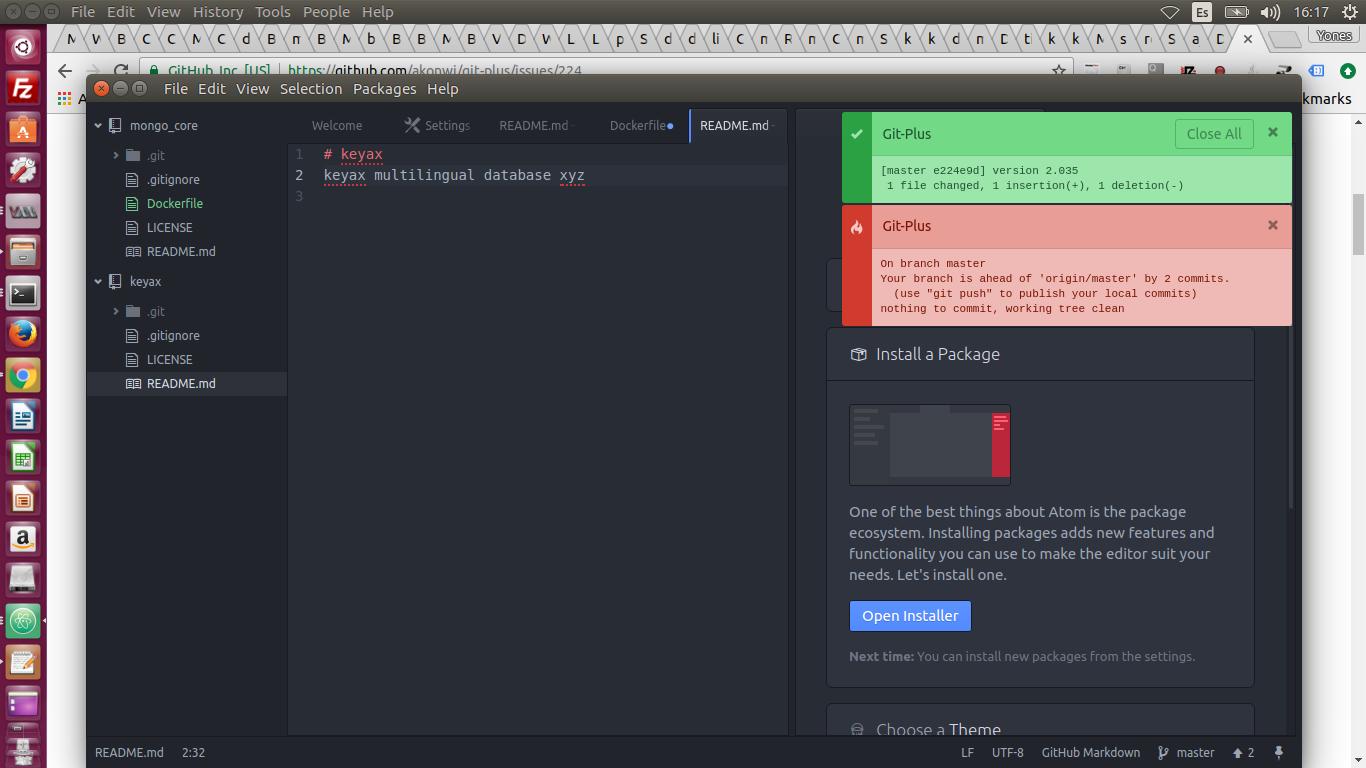 File Edit View History Tools People Help
Es
16:17
M W B C C M C d B m B M b B B M B V D W L L p S d d li C n R n C n S k k d n D ti k k M s r S a D
Yones
GitHub, Inc. [US] https://github.com/akonwi/git-plus/issues/224
kmarks
File Edit View Selection Packages Help
mongo_core
.git
.gitignore
Dockerfile
LICENSE
README.md
keyax
.git
.gitignore
LICENSE
README.md
Welcome
Settings
README.md
Dockerfile
README.md
1 # keyax
2 keyax multilingual database xyz
3
Git-Plus
Close All
[master e224e9d] version 2.035
1 file changed, 1 insertion(+), 1 deletion(-)
Git-Plus
On branch master
Your branch is ahead of 'origin/master' by 2 commits.
(use "git push" to publish your local commits)
nothing to commit, working tree clean
Install a Package
One of the best things about Atom is the package
ecosystem. Installing packages adds new features and
functionality you can use to make the editor suit your
needs. Let's install one.
Open Installer
Next time: You can install new packages from the settings.
Choose a Theme
README.md 2:32
LF UTF-8 GitHub Markdown master 2